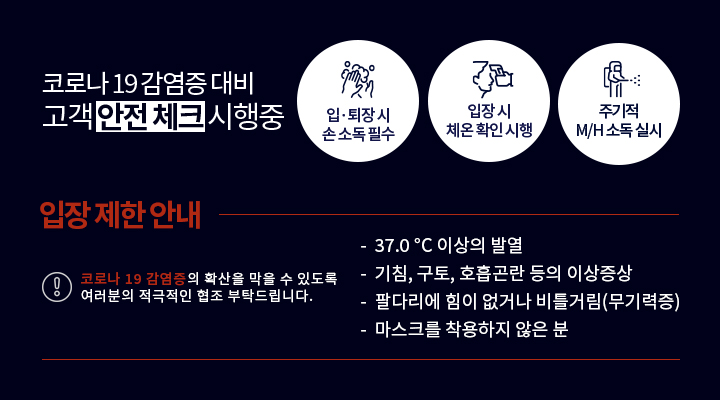 코로나 19 감염증 대비
고객 안전 체크 시행중
입·퇴장 시
손 소독 필수
입장 시
체온 확인 시행
주기적
M/H 소독 실시
입장 제한 안내
코로나 19 감염증의 확산을 막을 수 있도록
여러분의 적극적인 협조 부탁드립니다.
- 37.0 ℃ 이상의 발열
- 기침, 구토, 호흡곤란 등의 이상증상
- 팔다리에 힘이 없거나 비틀거림(무기력증)
- 마스크를 착용하지 않은 분